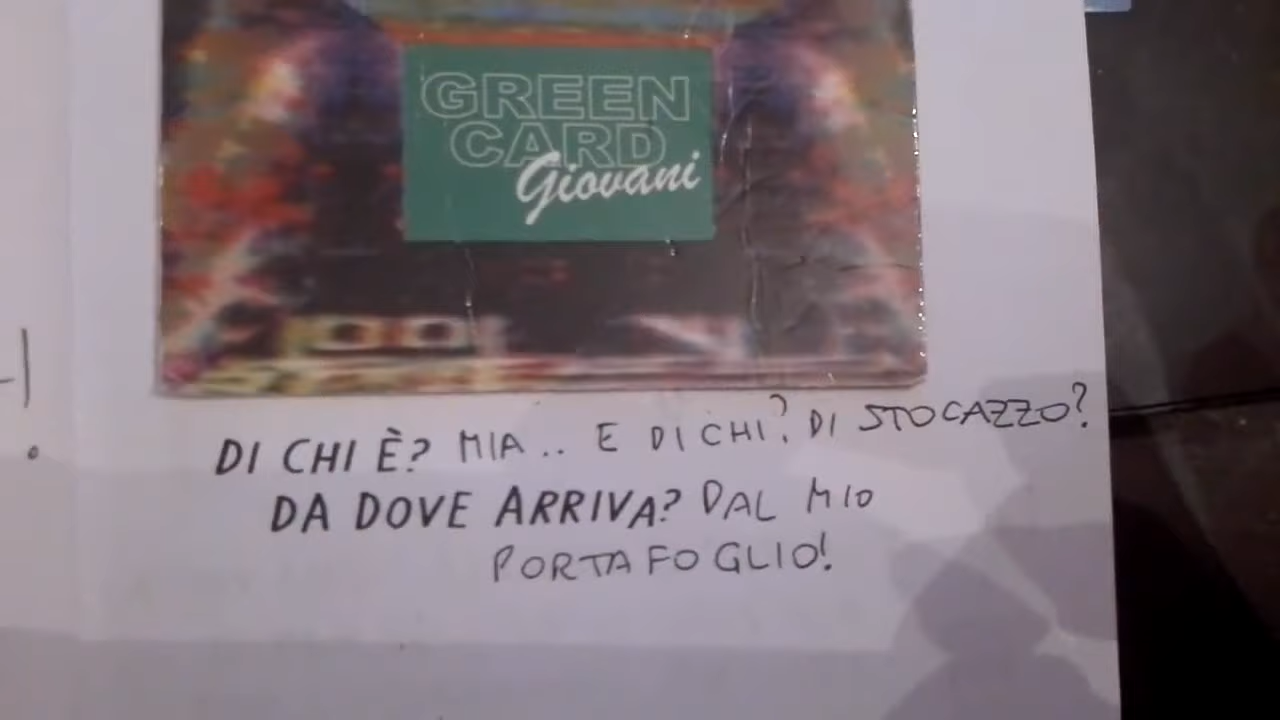 GREEN
CARD
Giovani
DI CHI È? MIA.. E DI CHI? DI STOCAZZO?
DA DOVE ARRIVA? DAL MIO
PORTAFOGLIO!